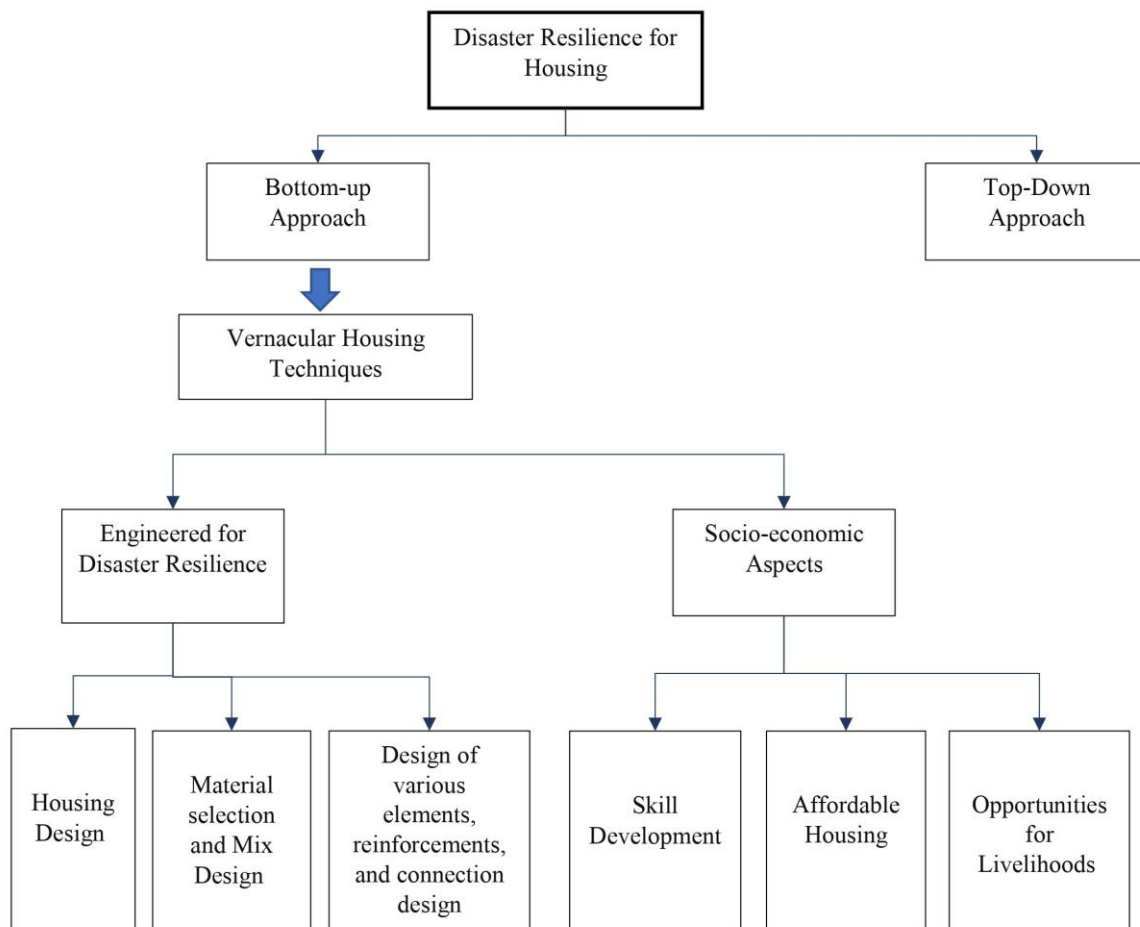 Disaster Resilience for
Housing
Bottom-up
Approach
Top-Down
Approach
Vernacular Housing
Techniques
Engineered for
Disaster Resilience
Socio-economic
Aspects
Housing
Design
Material
selection
and Mix
Design
Design of
various
elements,
reinforcements,
and connection
design
Skill
Development
Affordable
Housing
Opportunities
for
Livelihoods